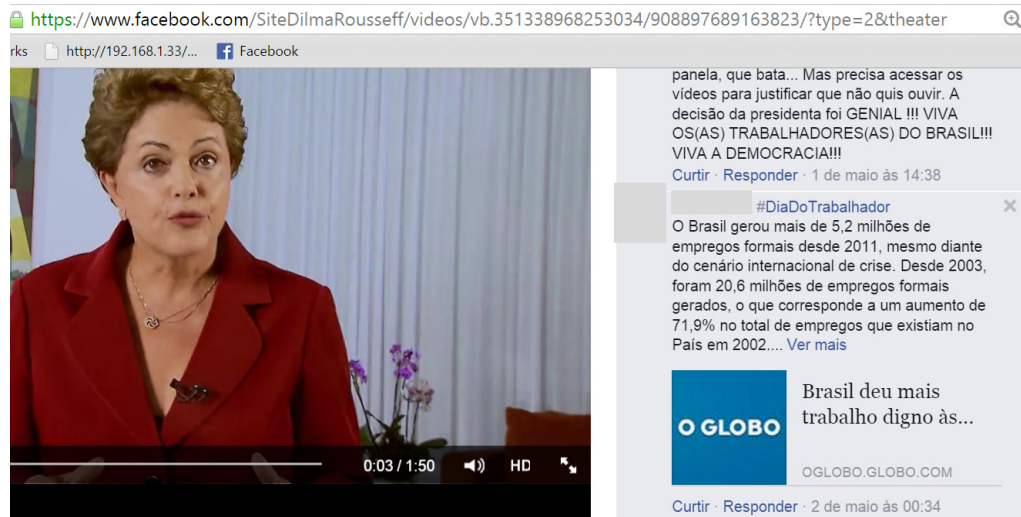 https://www.facebook.com/SiteDilmaRousseff/videos/vb.351338968253034/908897689163823/?type=2&theater
rks http://192.168.1.33/... Facebook
panela, que bata... Mas precisa acessar os
vídeos para justificar que não quis ouvir. A
decisão da presidenta foi GENIAL !!! VIVA
OS(AS) TRABALHADORES(AS) DO BRASIL!!!
VIVA A DEMOCRACIA!!!
Curtir · Responder · 1 de maio às 14:38
#DiaDoTrabalhador
O Brasil gerou mais de 5,2 milhões de
empregos formais desde 2011, mesmo diante
do cenário internacional de crise. Desde 2003,
foram 20,6 milhões de empregos formais
gerados, o que corresponde a um aumento de
71,9% no total de empregos que existiam no
País em 2002.... Ver mais
O GLOBO
Brasil deu mais
trabalho digno às...
OGLOBO.GLOBO.COM
Curtir · Responder · 2 de maio às 00:34
0:03 / 1:50 HD